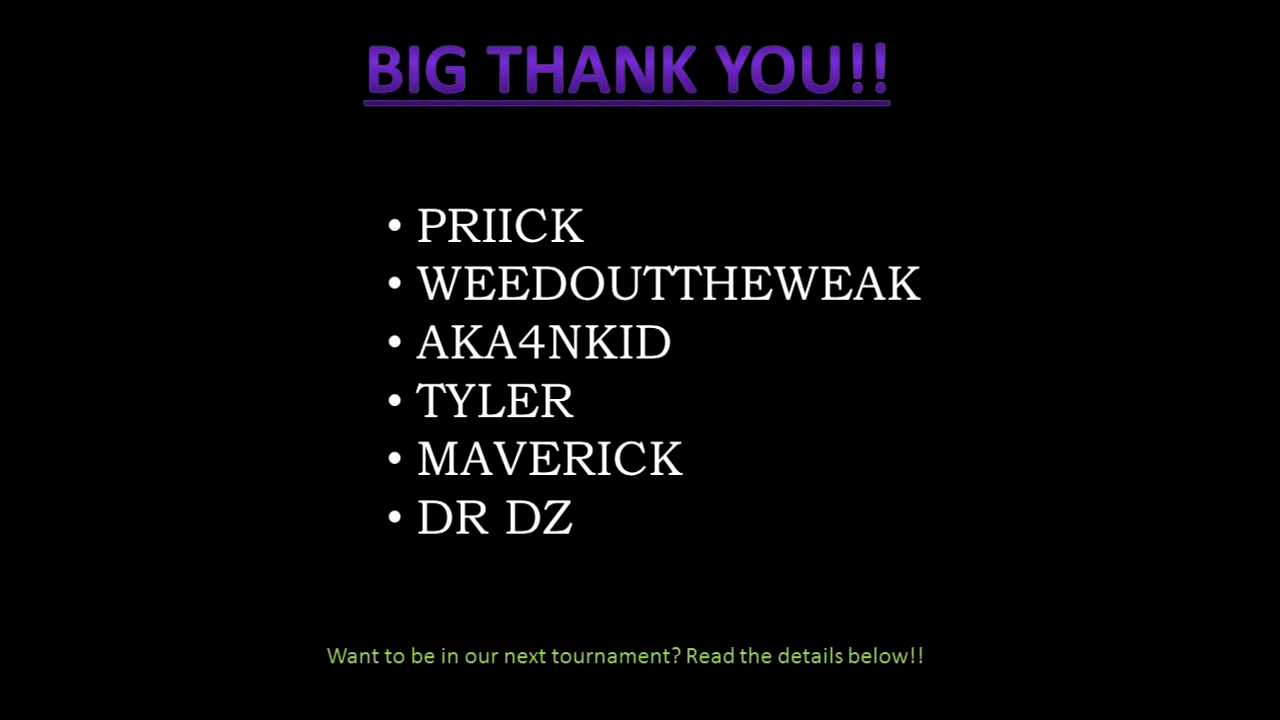 BIG THANK YOU!!
• PRIICK
• WEEDOUTTHEWEAK
• AKA4NKID
• TYLER
• MAVERICK
• DR DZ
Want to be in our next tournament? Read the details below!!